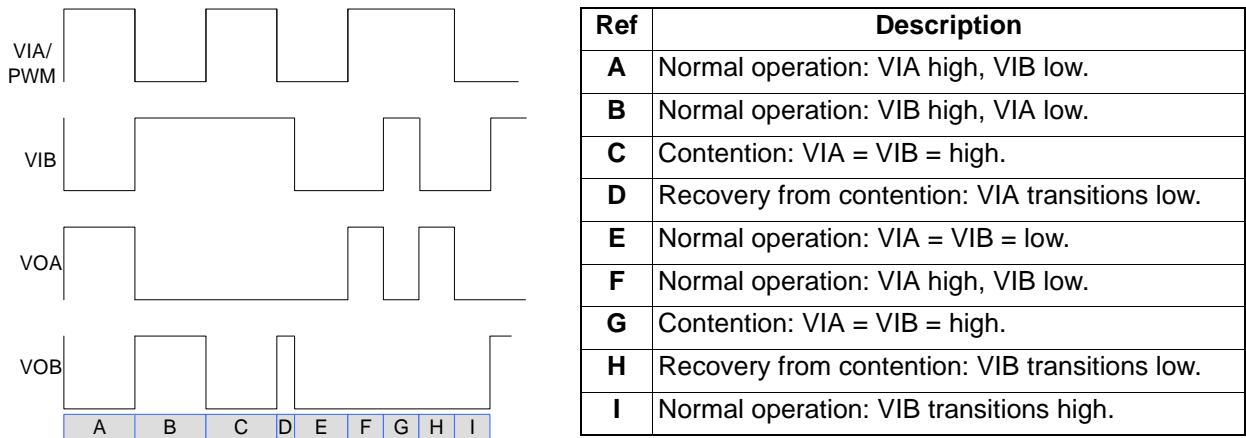 VIA/
PWM
VIB
VOA
VOB
A B C D E F G H I
Ref Description
A Normal operation: VIA high, VIB low.
B Normal operation: VIB high, VIA low.
C Contention: VIA = VIB = high.
D Recovery from contention: VIA transitions low.
E Normal operation: VIA = VIB = low.
F Normal operation: VIA high, VIB low.
G Contention: VIA = VIB = high.
H Recovery from contention: VIB transitions low.
I Normal operation: VIB transitions high.